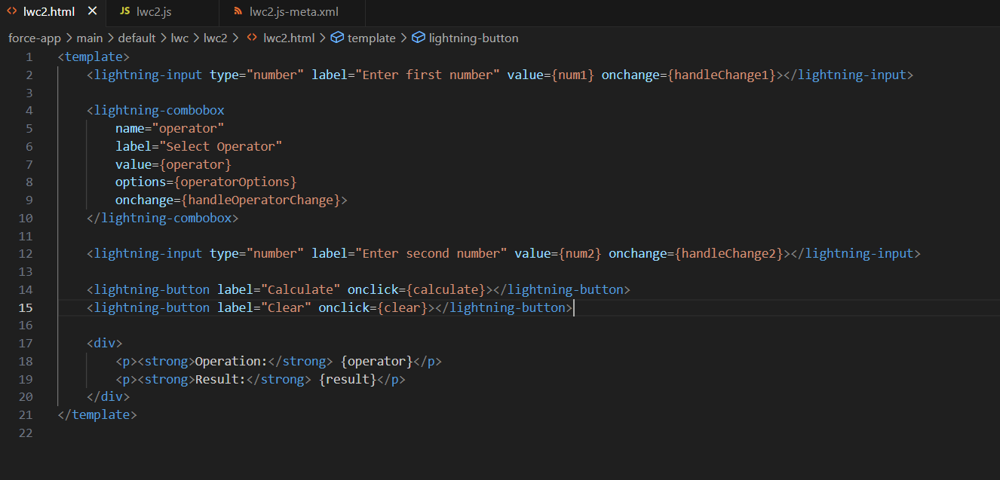 lwc2.html
JS lwc2.js
lwc2.js-meta.xml
force-app > main > default > lwc > lwc2 > <> lwc2.html > template > lightning-button
1 <template>
2 <lightning-input type="number" label="Enter first number" value={num1} onchange={handleChange1}></lightning-input>
3
4 <lightning-combobox
5 name="operator"
6 label="Select Operator"
7 value={operator}
8 options={operatorOptions}
9 onchange={handleOperatorChange}>
10 </lightning-combobox>
11
12 <lightning-input type="number" label="Enter second number" value={num2} onchange={handleChange2}></lightning-input>
13
14 <lightning-button label="Calculate" onclick={calculate}></lightning-button>
15 <lightning-button label="Clear" onclick={clear}></lightning-button>
16
17 <div>
18 <p><strong>Operation:</strong> {operator}</p>
19 <p><strong>Result:</strong> {result}</p>
20 </div>
21 </template>
22